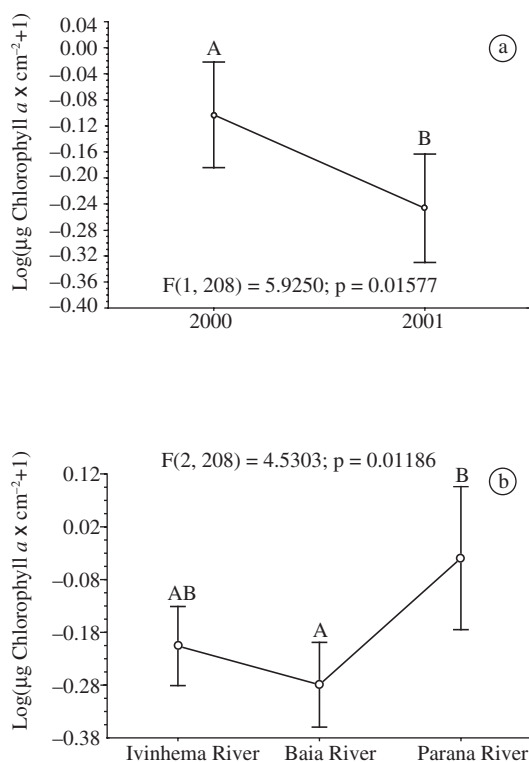 Log(µg Chlorophyll a x cm⁻²+1)
0.04
0.00
−0.04
−0.08
−0.12
−0.16
−0.20
−0.24
−0.28
−0.32
−0.36
−0.40
A
B
a
F(1, 208) = 5.9250; p = 0.01577
2000 2001
F(2, 208) = 4.5303; p = 0.01186
Log(µg Chlorophyll a x cm⁻²+1)
0.12
0.02
−0.08
−0.18
−0.28
−0.38
AB
A
B
b
Ivinhema River Baia River Parana River